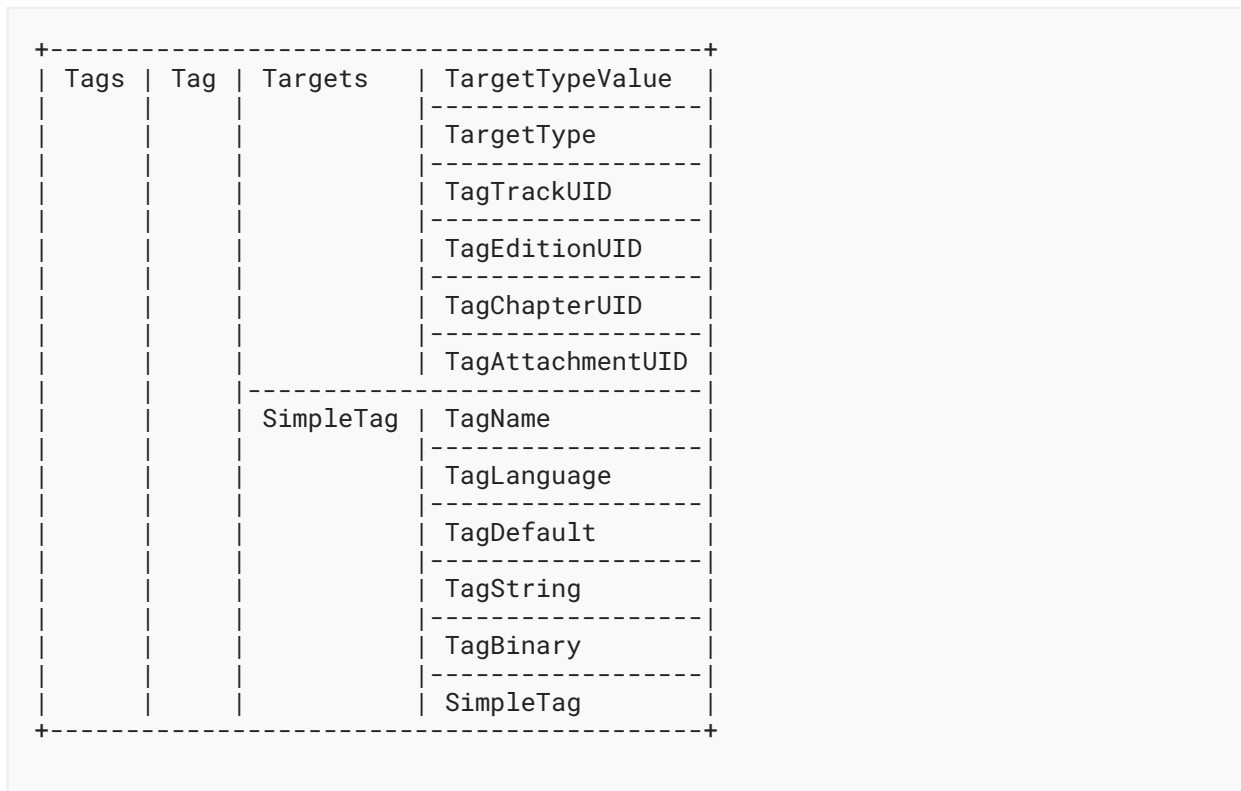 +-------------------------------------------+
| Tags | Tag | Targets   | TargetTypeValue  |
|      |     |           |------------------|
|      |     |           | TargetType       |
|      |     |           |------------------|
|      |     |           | TagTrackUID      |
|      |     |           |------------------|
|      |     |           | TagEditionUID    |
|      |     |           |------------------|
|      |     |           | TagChapterUID    |
|      |     |           |------------------|
|      |     |           | TagAttachmentUID |
|      |     |------------------------------|
|      |     | SimpleTag | TagName          |
|      |     |           |------------------|
|      |     |           | TagLanguage      |
|      |     |           |------------------|
|      |     |           | TagDefault       |
|      |     |           |------------------|
|      |     |           | TagString        |
|      |     |           |------------------|
|      |     |           | TagBinary        |
|      |     |           |------------------|
|      |     |           | SimpleTag        |
+-------------------------------------------+